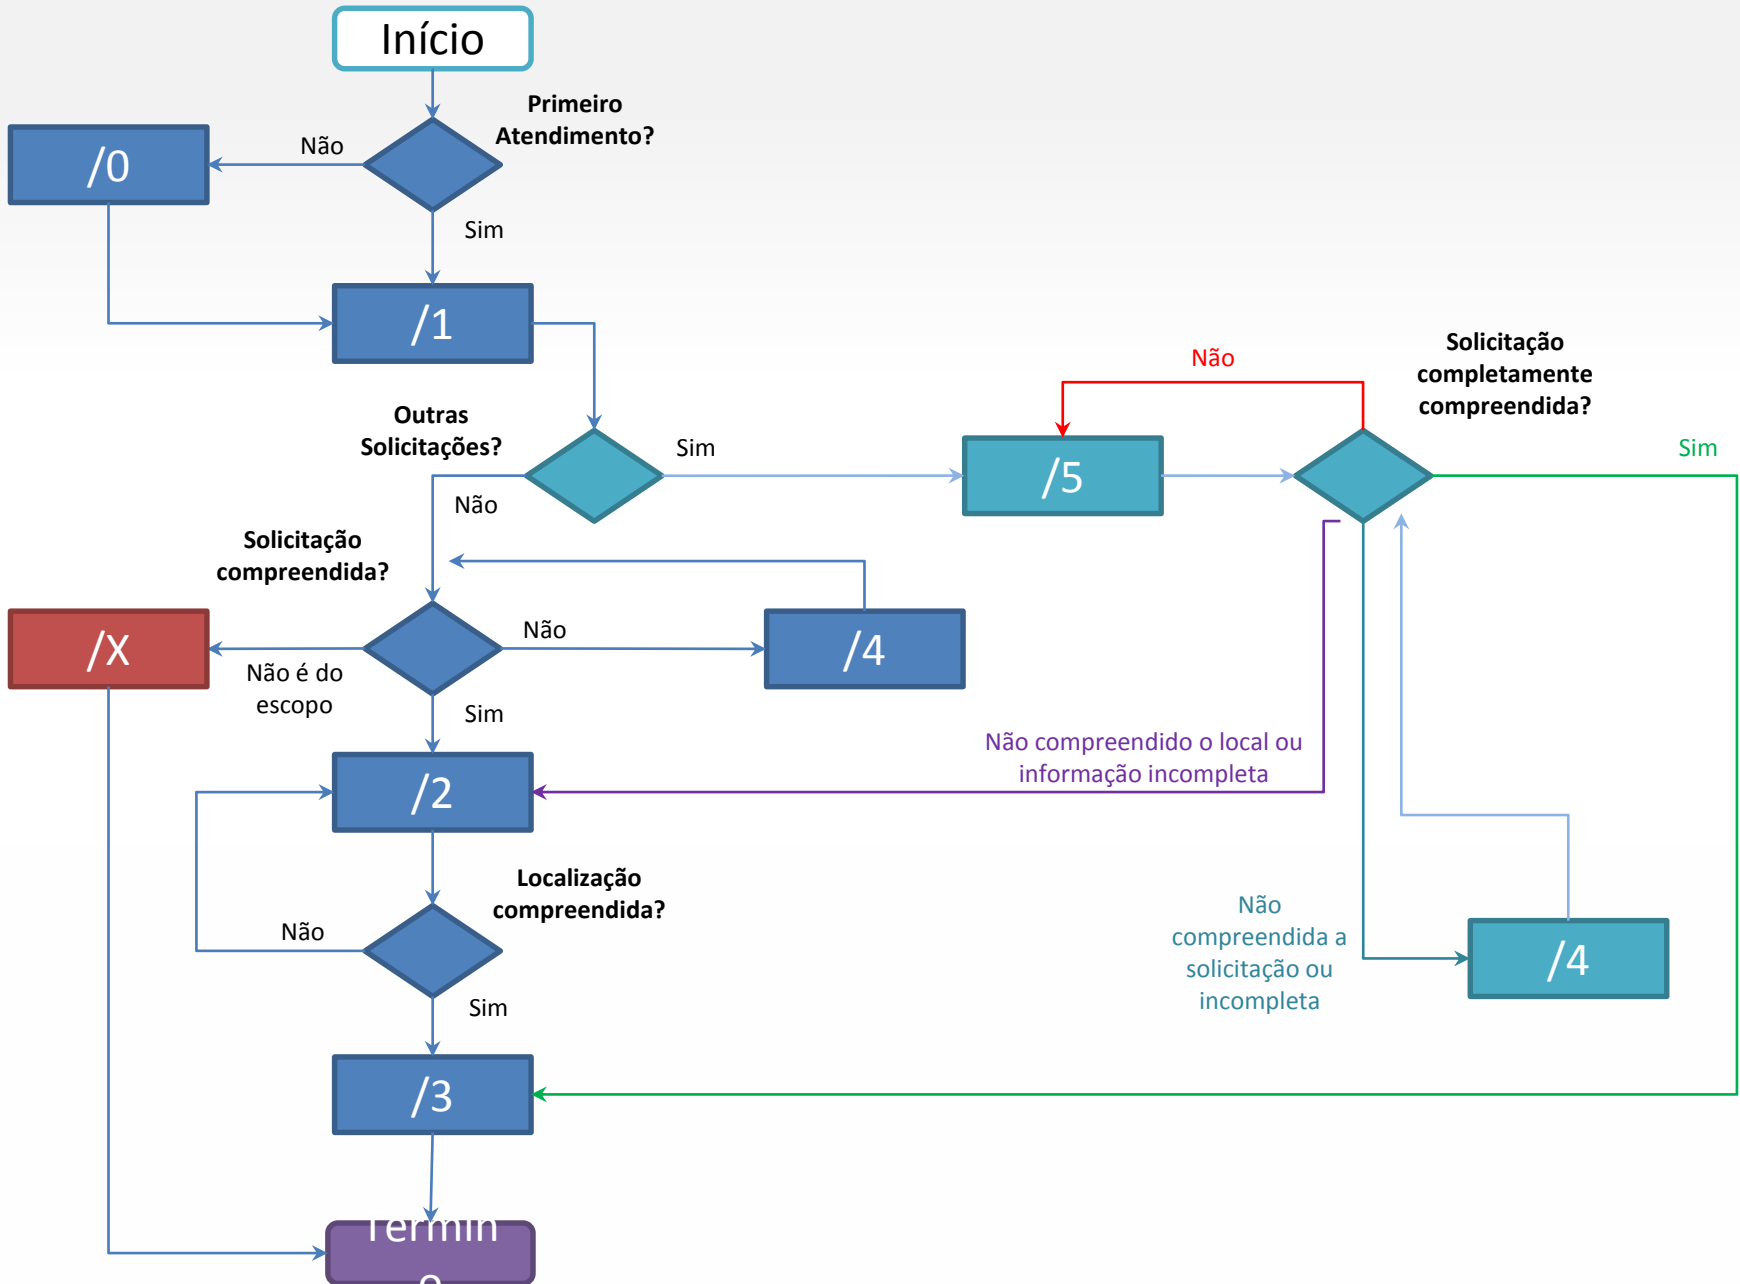 Início
Primeiro
Atendimento?
Não
/0
Sim
/1
Outras
Solicitações?
Sim
Não
/5
Não
Solicitação
completamente
compreendida?
Sim
Solicitação
compreendida?
/X
Não é do
escopo
Não
/4
Sim
Não compreendido o local ou
informação incompleta
/2
Localização
compreendida?
Não
Sim
Não
compreendida a
solicitação ou
incompleta
/4
/3
Termin
o